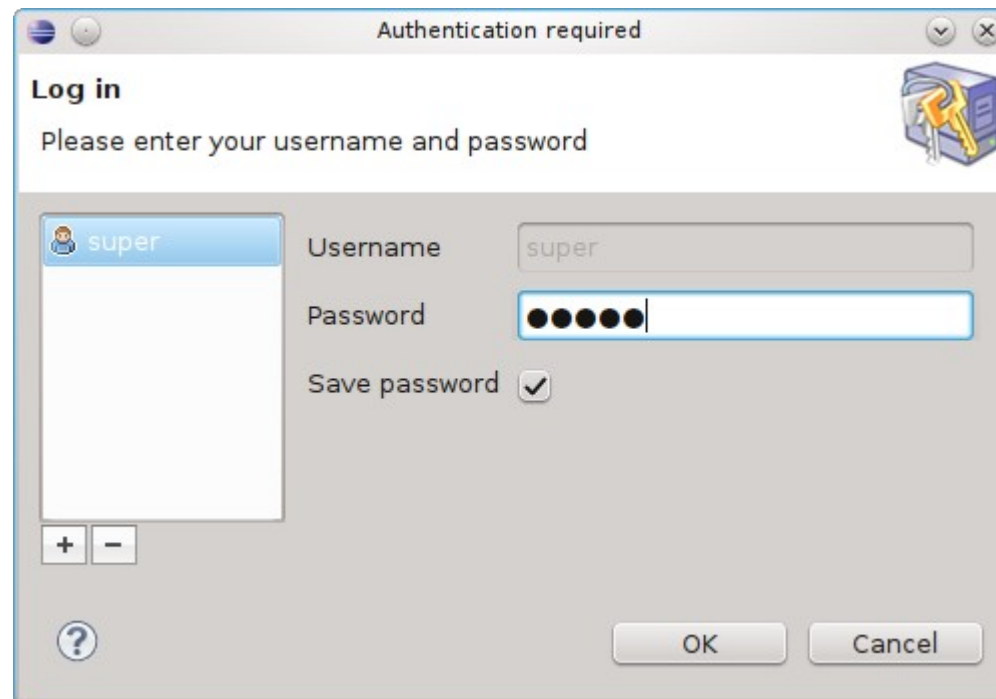 Authentication required
Log in
Please enter your username and password
super
Username super
Password ●●●●●
Save password
+ −
?
OK Cancel